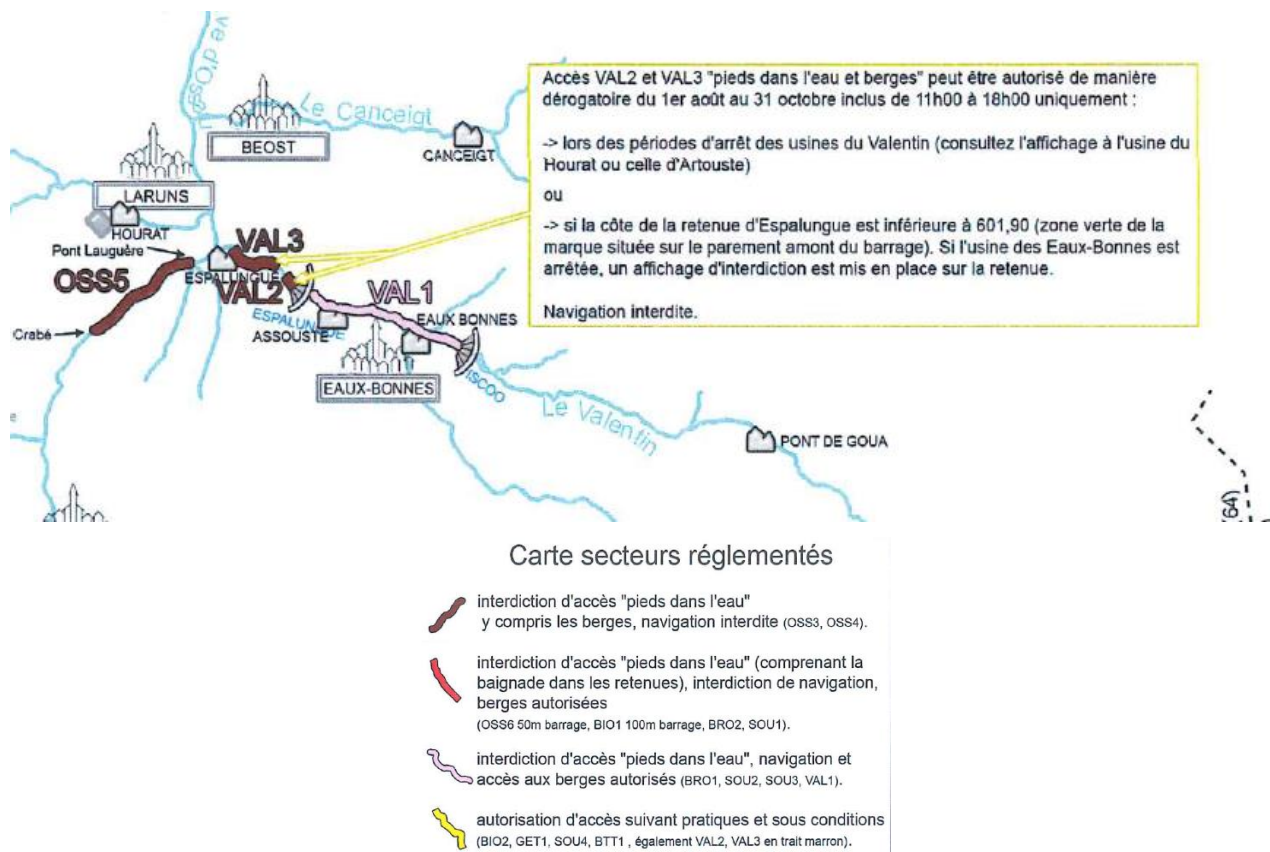 ve d'Oss
Le Canceigt
BEOST
CANCEIGT
LARUNS
HOURAT
Pont Lauguère
VAL3
ESPALUNGUE
OSS5
VAL2
VAL1
Crabé
ESPALUNGUE
ASSOUSTE
EAUX BONNES
EAUX-BONNES
ISCOO
Le Valentin
PONT DE GOUA
e
64)
Accès VAL2 et VAL3 "pieds dans l'eau et berges" peut être autorisé de manière
dérogatoire du 1er août au 31 octobre inclus de 11h00 à 18h00 uniquement :
-> lors des périodes d'arrêt des usines du Valentin (consultez l'affichage à l'usine du
Hourat ou celle d'Artouste)
ou
-> si la côte de la retenue d'Espalungue est inférieure à 601,90 (zone verte de la
marque située sur le parement amont du barrage). Si l'usine des Eaux-Bonnes est
arrêtée, un affichage d'interdiction est mis en place sur la retenue.
Navigation interdite.
Carte secteurs réglementés
interdiction d'accès "pieds dans l'eau"
y compris les berges, navigation interdite (OSS3, OSS4).
interdiction d'accès "pieds dans l'eau" (comprenant la
baignade dans les retenues), interdiction de navigation,
berges autorisées
(OSS6 50m barrage, BIO1 100m barrage, BRO2, SOU1).
interdiction d'accès "pieds dans l'eau", navigation et
accès aux berges autorisés (BRO1, SOU2, SOU3, VAL1).
autorisation d'accès suivant pratiques et sous conditions
(BIO2, GET1, SOU4, BTT1 , également VAL2, VAL3 en trait marron).